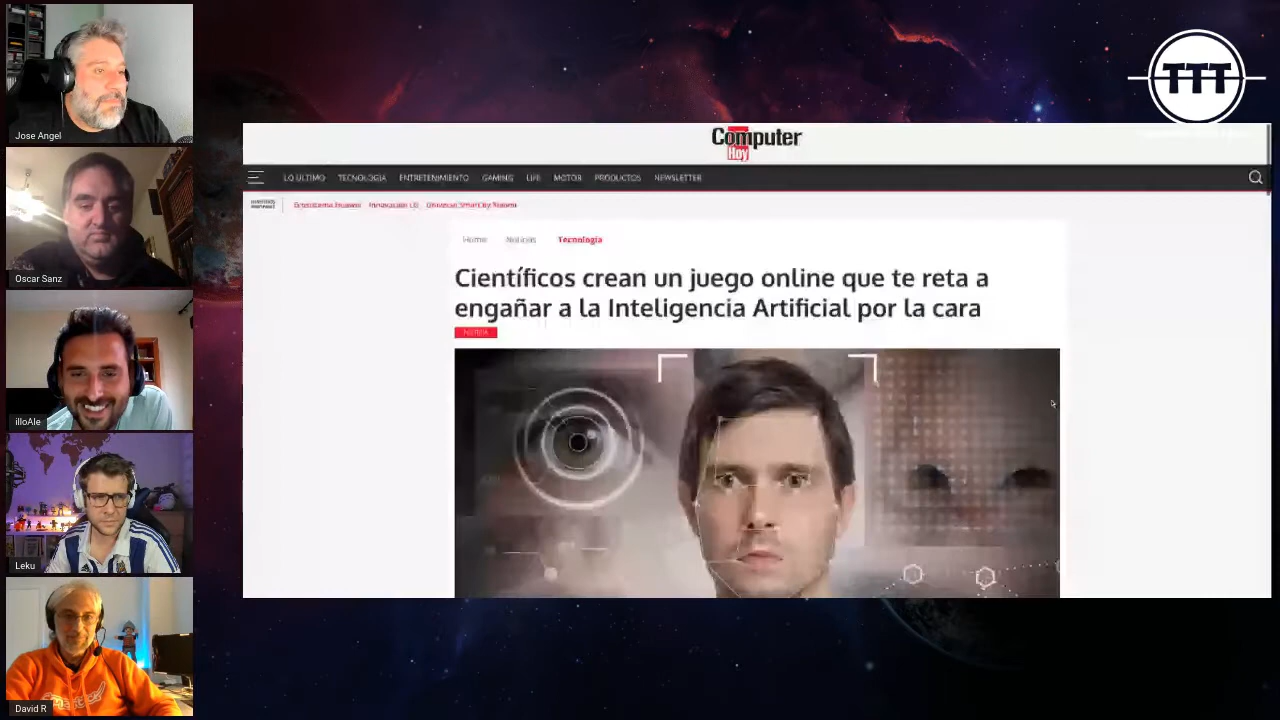 Jose Angel
Oscar Sanz
illoAle
Leku
David R
TTT
Computer
Hoy
LO ÚLTIMO TECNOLOGÍA ENTRETENIMIENTO GAMING LIFE MOTOR PRODUCTOS NEWSLETTER
Home Noticias Tecnología
Científicos crean un juego online que te reta a
engañar a la Inteligencia Artificial por la cara
NOTICIA